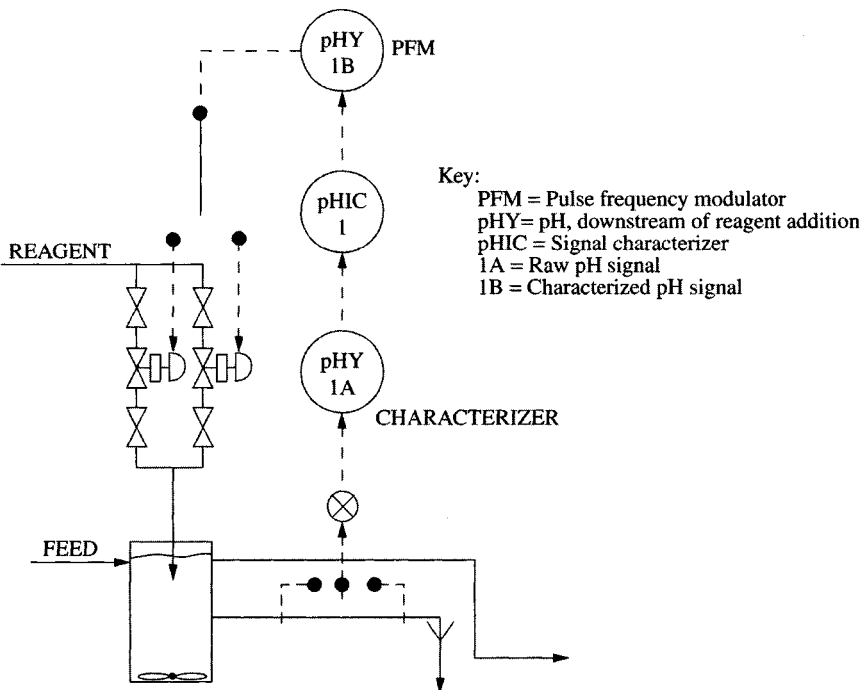 pHY
1B
PFM
pHIC
1
Key:
PFM = Pulse frequency modulator
pHY= pH, downstream of reagent addition
pHIC = Signal characterizer
1A = Raw pH signal
1B = Characterized pH signal
REAGENT
pHY
1A
CHARACTERIZER
FEED